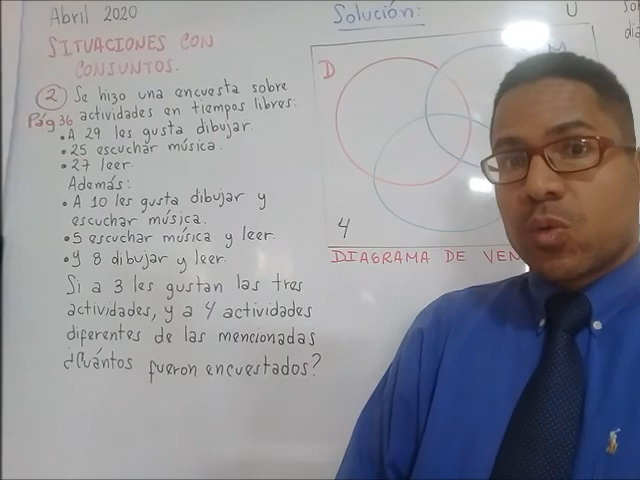 Abril 2020
SITUACIONES CON
CONJUNTOS.
2 Se hizo una encuesta sobre
Pág 36 actividades en tiempos libres:
• A 29 les gusta dibujar.
• 25 escuchar música.
• 27 leer.
Además:
• A 10 les gusta dibujar y
escuchar música.
• 5 escuchar música y leer.
• Y 8 dibujar y leer.
Si a 3 les gustan las tres
actividades, y a 4 actividades
diferentes de las mencionadas
¿Cuántos fueron encuestados?
Solución:
U
D
M
4
DIAGRAMA DE VEN